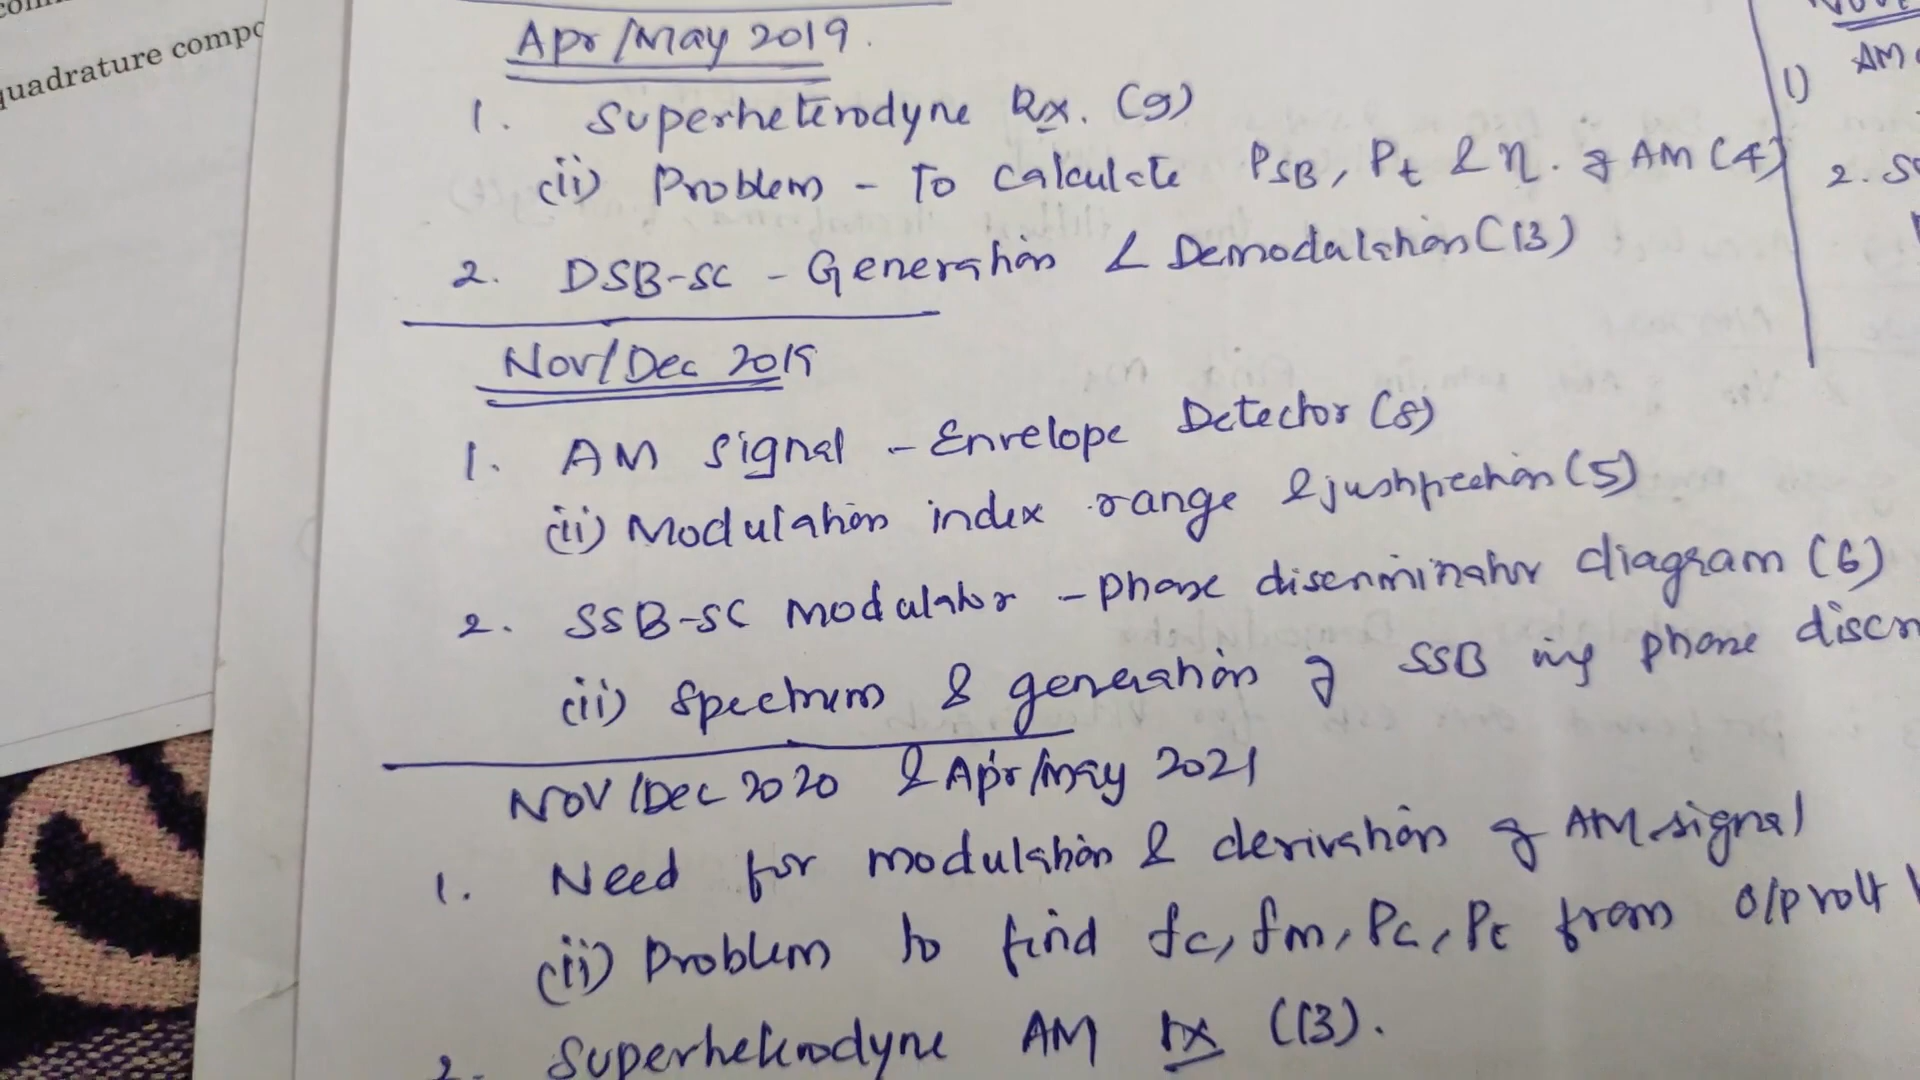 quadrature compo
Apr/May 2019.
1. Superheterodyne Rx. (9)
(ii) Problem - To calculate PSB, Pt & η. of AM (4)
2. DSB-SC - Generation & Demodulation (13)
Nov/Dec 2019
1. AM signal - Envelope Detector (8)
(ii) Modulation index range & justification (5)
2. SSB-SC modulator - phase discriminator diagram (6)
(ii) Spectrum & generation of SSB ing phase discr
NOV/Dec 2020 & Apr/May 2021
1. Need for modulation & derivation of AM signal
(ii) Problem to find fc, fm, Pc, Pt from o/p volt
2. Superheterodyne AM rx (13).
1) AM
2. S